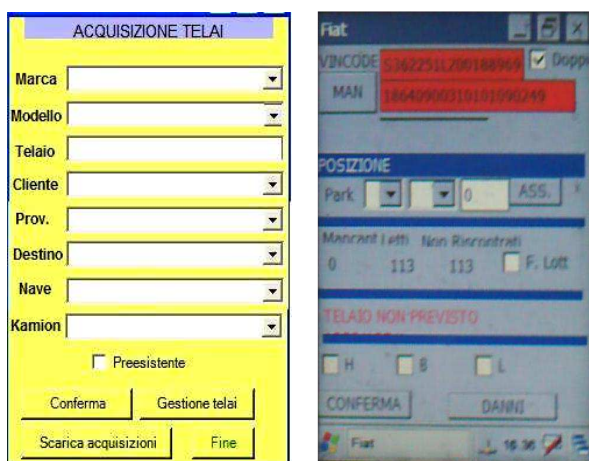 ACQUISIZIONE TELAI
Marca
Modello
Telaio
Cliente
Prov.
Destino
Nave
Kamion
Preesistente
Conferma
Gestione telai
Scarica acquisizioni
Fine
Fiat
VINCODE
Dopp
MAN
POSIZIONE
Park
0
ASS.
Mancant Letti Non Riscontrati
0 113 113 F. Lott
TELAIO NON PREVISTO
H B L
CONFERMA
DANNI
Fiat 16.36